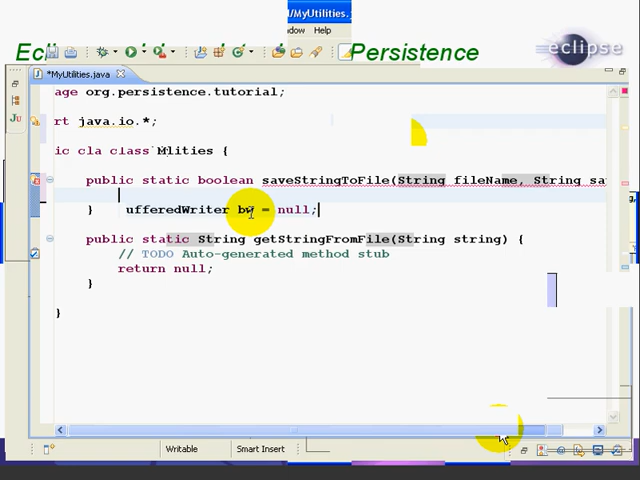 /MyUtilities.
ndow Help
Ecl Persistence
eclipse
*MyUtilities.java
age org.persistence.tutorial;
rt java.io.*;
ic cla class Mlities {
public static boolean saveStringToFile(String fileName, String sa
} ufferedWriter bw = null;
public static String getStringFromFile(String string) {
// TODO Auto-generated method stub
return null;
}
}
Writable Smart Insert